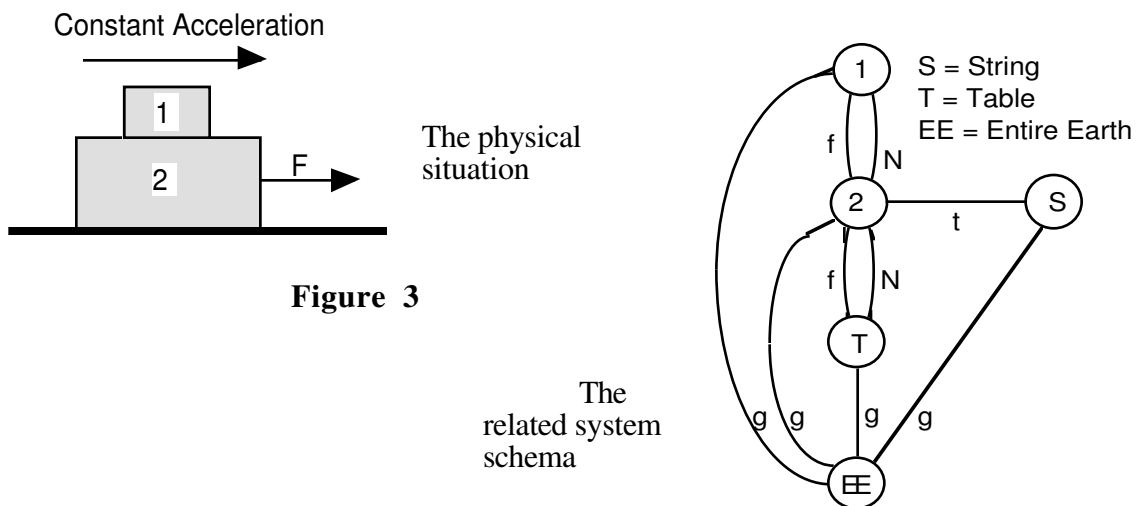 Constant Acceleration
1
2
F
The physical
situation
Figure 3
The
related system
schema
1
S = String
T = Table
EE = Entire Earth
f
N
2
S
t
f
N
T
g
g
g
g
EE